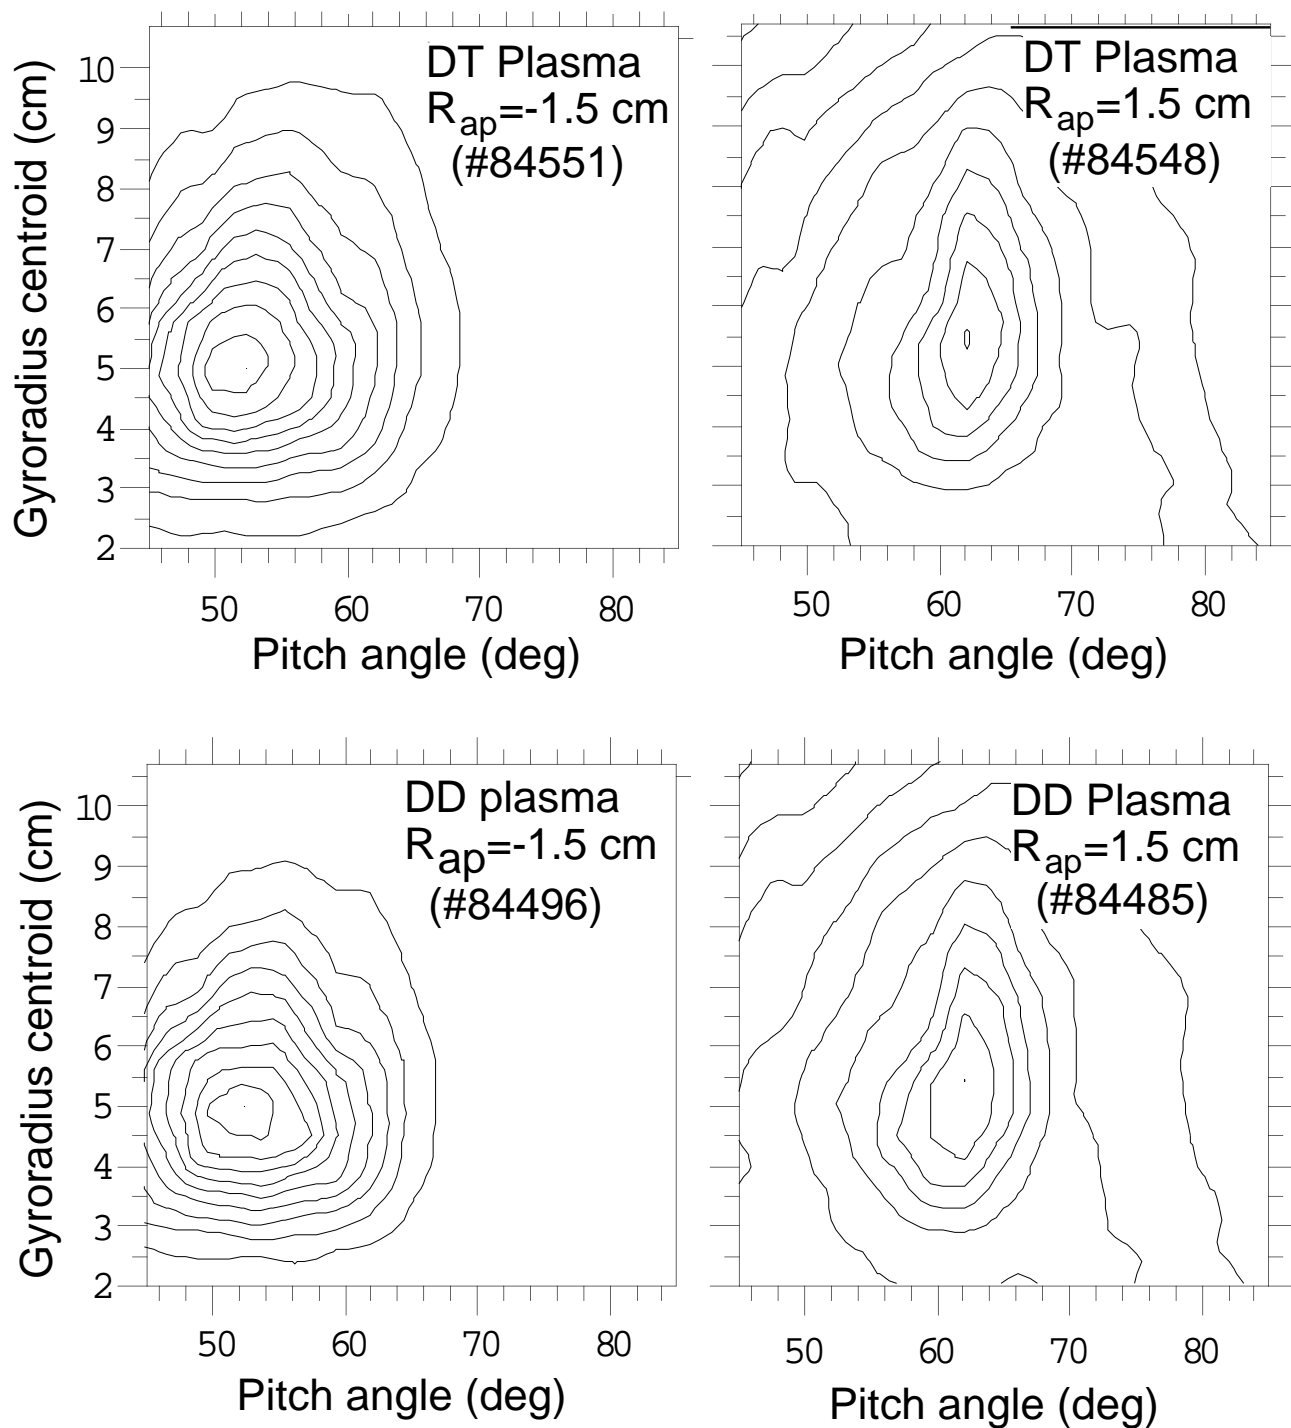 DT Plasma
Rap=-1.5 cm
(#84551)
DT Plasma
Rap=1.5 cm
(#84548)
Gyroradius centroid (cm)
10
9
8
7
6
5
4
3
2
50 60 70 80
50 60 70 80
Pitch angle (deg)
Pitch angle (deg)
DD plasma
Rap=-1.5 cm
(#84496)
DD Plasma
Rap=1.5 cm
(#84485)
Gyroradius centroid (cm)
10
9
8
7
6
5
4
3
2
50 60 70 80
50 60 70 80
Pitch angle (deg)
Pitch angle (deg)